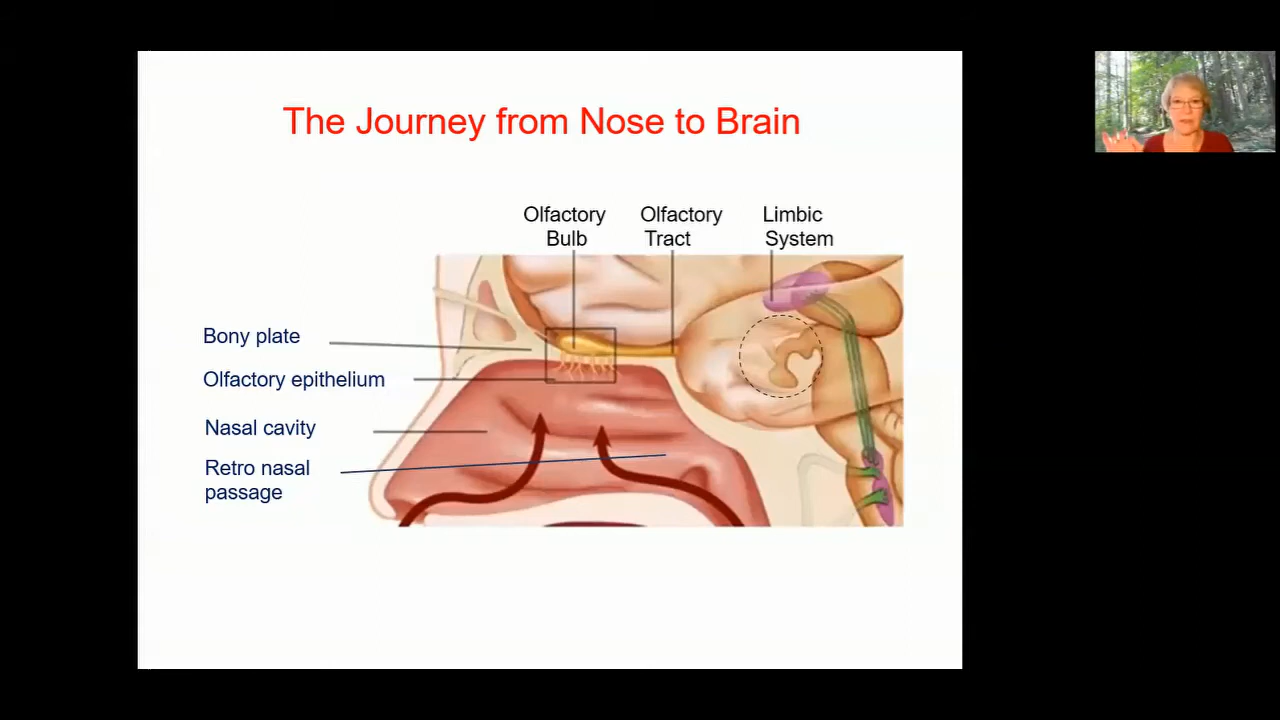 The Journey from Nose to Brain
Olfactory
Bulb
Olfactory
Tract
Limbic
System
Bony plate
Olfactory epithelium
Nasal cavity
Retro nasal
passage